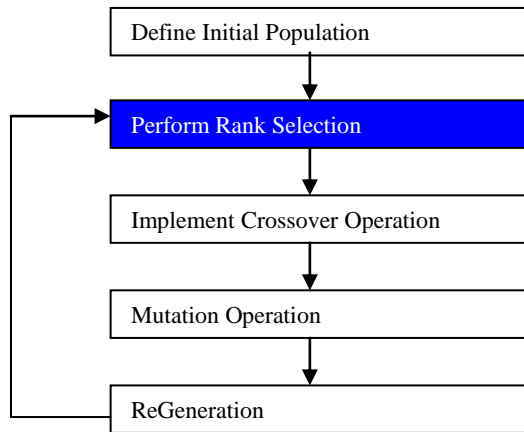 Define Initial Population
Perform Rank Selection
Implement Crossover Operation
Mutation Operation
ReGeneration